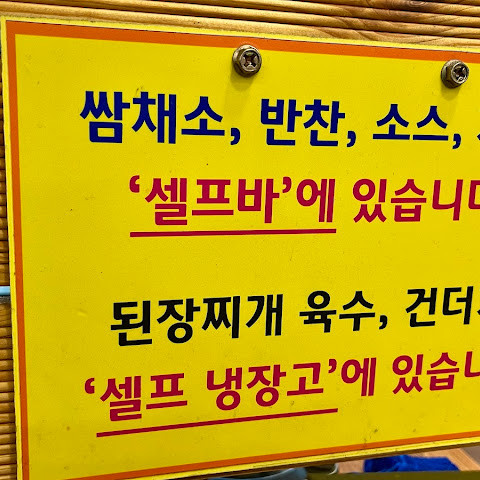 쌈채소, 반찬, 소스,
‘셀프바’에 있습니다
된장찌개 육수, 건더
‘셀프 냉장고’에 있습니